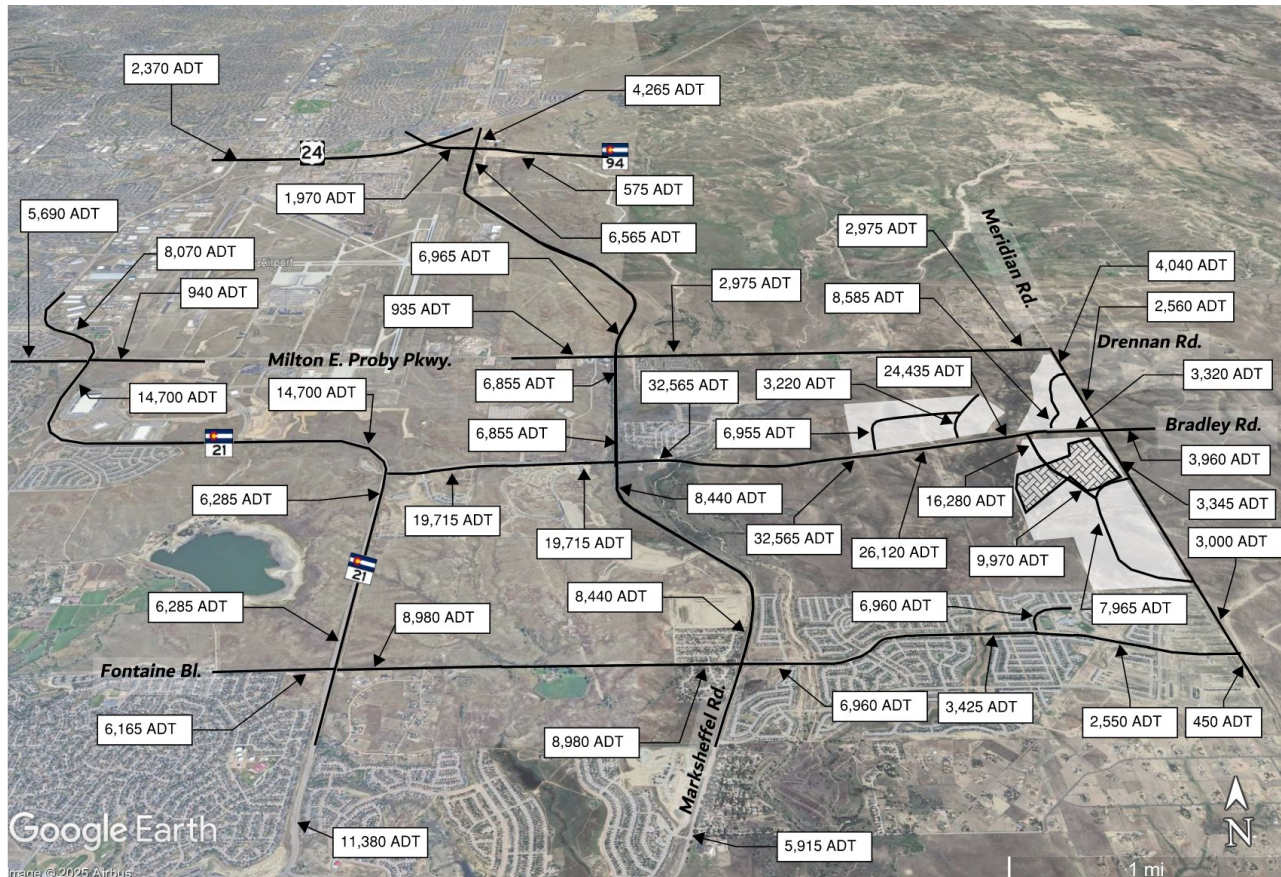 2,370 ADT
4,265 ADT
24
94
1,970 ADT
575 ADT
5,690 ADT
6,565 ADT
2,975 ADT
Meridian Rd.
8,070 ADT
Airport
6,965 ADT
4,040 ADT
940 ADT
2,975 ADT
8,585 ADT
2,560 ADT
935 ADT
Drennan Rd.
Milton E. Proby Pkwy.
14,700 ADT
14,700 ADT
6,855 ADT
32,565 ADT
3,220 ADT
24,435 ADT
3,320 ADT
21
6,855 ADT
6,955 ADT
Bradley Rd.
3,960 ADT
6,285 ADT
19,715 ADT
8,440 ADT
16,280 ADT
3,345 ADT
19,715 ADT
32,565 ADT
26,120 ADT
9,970 ADT
3,000 ADT
21
6,285 ADT
8,980 ADT
8,440 ADT
6,960 ADT
7,965 ADT
Fontaine Bl.
6,165 ADT
8,980 ADT
Marksheffel Rd.
6,960 ADT
3,425 ADT
2,550 ADT
450 ADT
Google Earth
11,380 ADT
5,915 ADT
N
1 mi
mage © 2025 Airbus